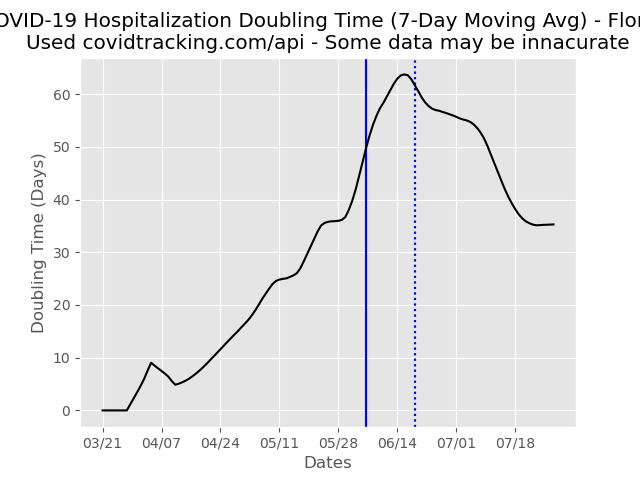 OVID-19 Hospitalization Doubling Time (7-Day Moving Avg) - Flor
Used covidtracking.com/api - Some data may be innacurate
Doubling Time (Days)
60
50
40
30
20
10
0
03/21 04/07 04/24 05/11 05/28 06/14 07/01 07/18
Dates